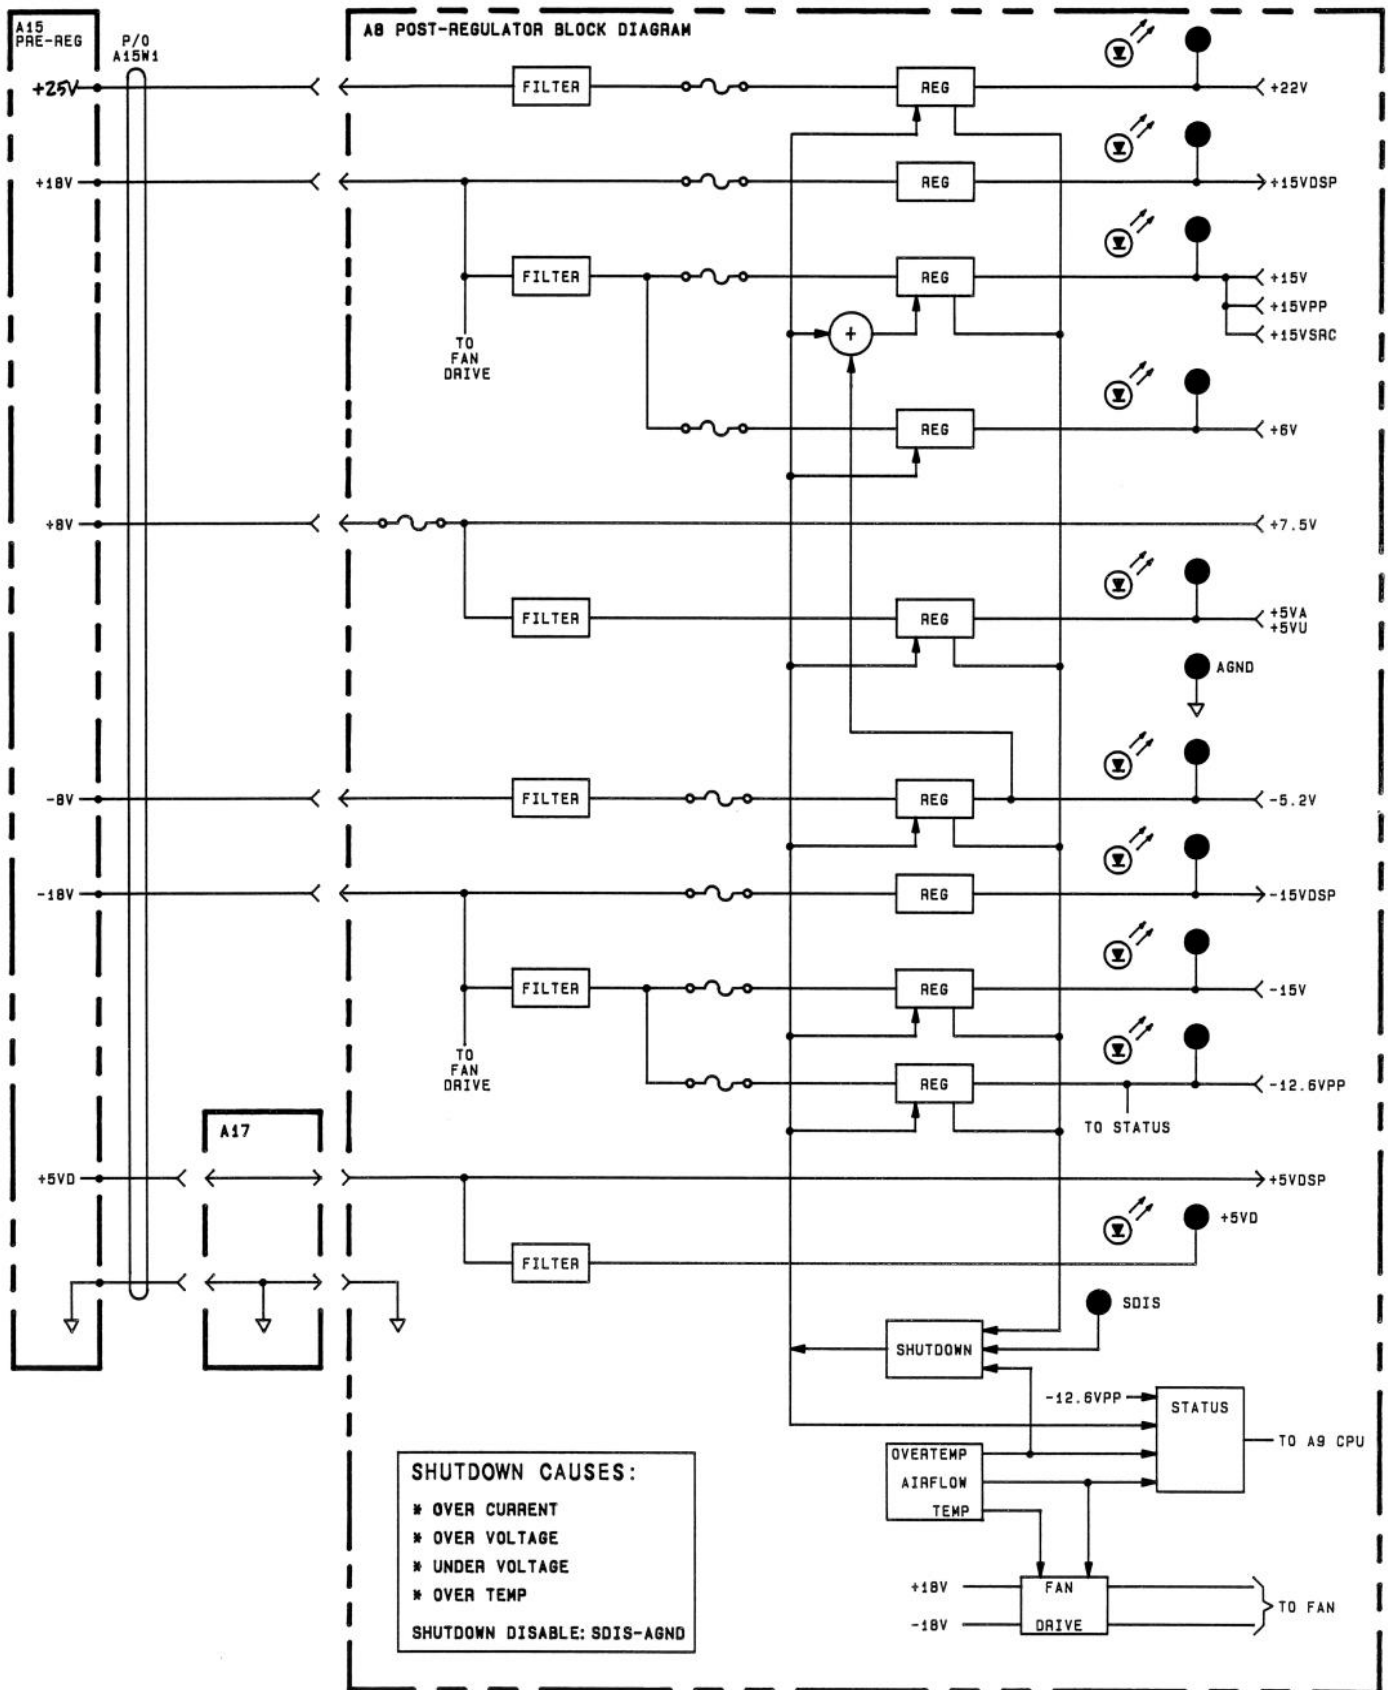 A15
PRE-REG
P/O
A15W1
A8 POST-REGULATOR BLOCK DIAGRAM
+25V
FILTER
REG
+22V
+18V
REG
+15VDSP
FILTER
REG
+15V
+15VPP
+15VSRC
+
TO
FAN
DRIVE
REG
+6V
+8V
+7.5V
FILTER
REG
+5VA
+5VU
AGND
-8V
FILTER
REG
-5.2V
-18V
REG
-15VDSP
FILTER
REG
-15V
TO
FAN
DRIVE
REG
-12.6VPP
TO STATUS
A17
+5VD
+5VDSP
+5VD
FILTER
SDIS
SHUTDOWN
-12.6VPP
STATUS
TO A9 CPU
OVERTEMP
AIRFLOW
TEMP
SHUTDOWN CAUSES:
* OVER CURRENT
* OVER VOLTAGE
* UNDER VOLTAGE
* OVER TEMP
SHUTDOWN DISABLE: SDIS-AGND
+18V
FAN
-18V
DRIVE
TO FAN